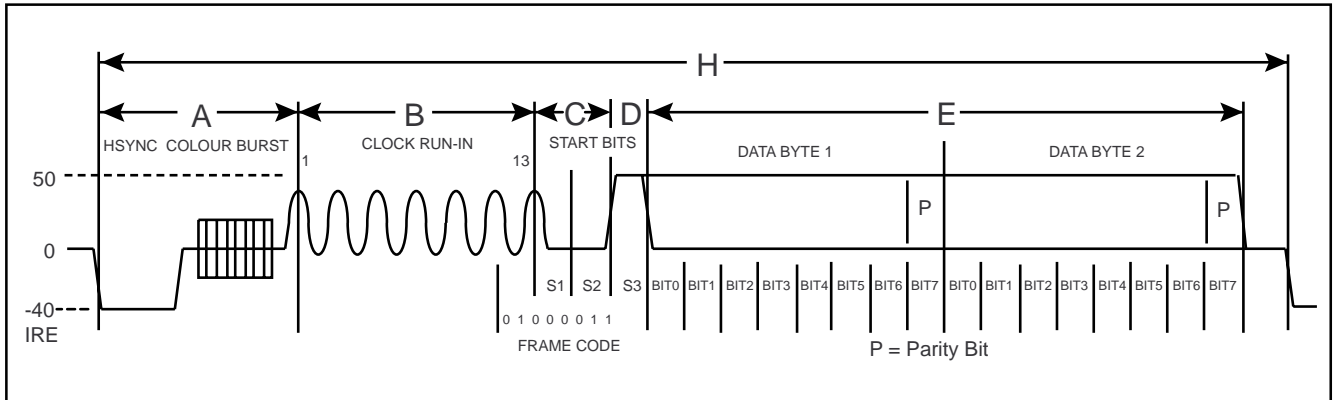 H
A B C D E
HSYNC COLOUR BURST CLOCK RUN-IN START BITS DATA BYTE 1 DATA BYTE 2
1 13
50
P P
0
S1 S2 S3 BIT0 BIT1 BIT2 BIT3 BIT4 BIT5 BIT6 BIT7 BIT0 BIT1 BIT2 BIT3 BIT4 BIT5 BIT6 BIT7
-40
0 1 0 0 0 0 1 1
IRE
FRAME CODE P = Parity Bit